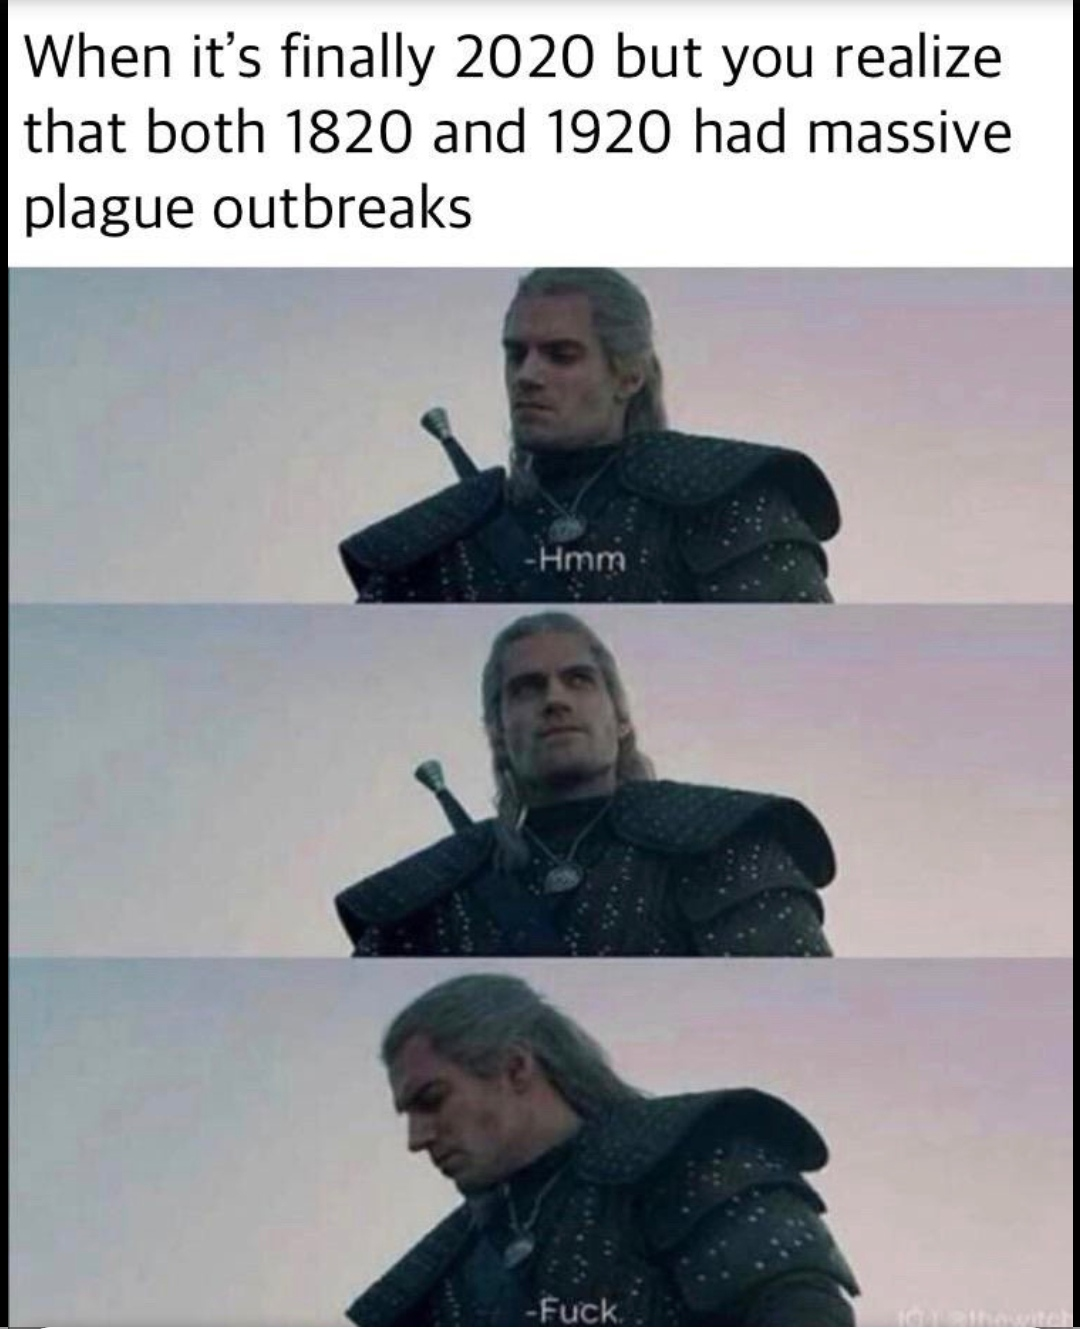 When it’s finally 2020 but you realize
that both 1820 and 1920 had massive
plague outbreaks
-Hmm
-Fuck.